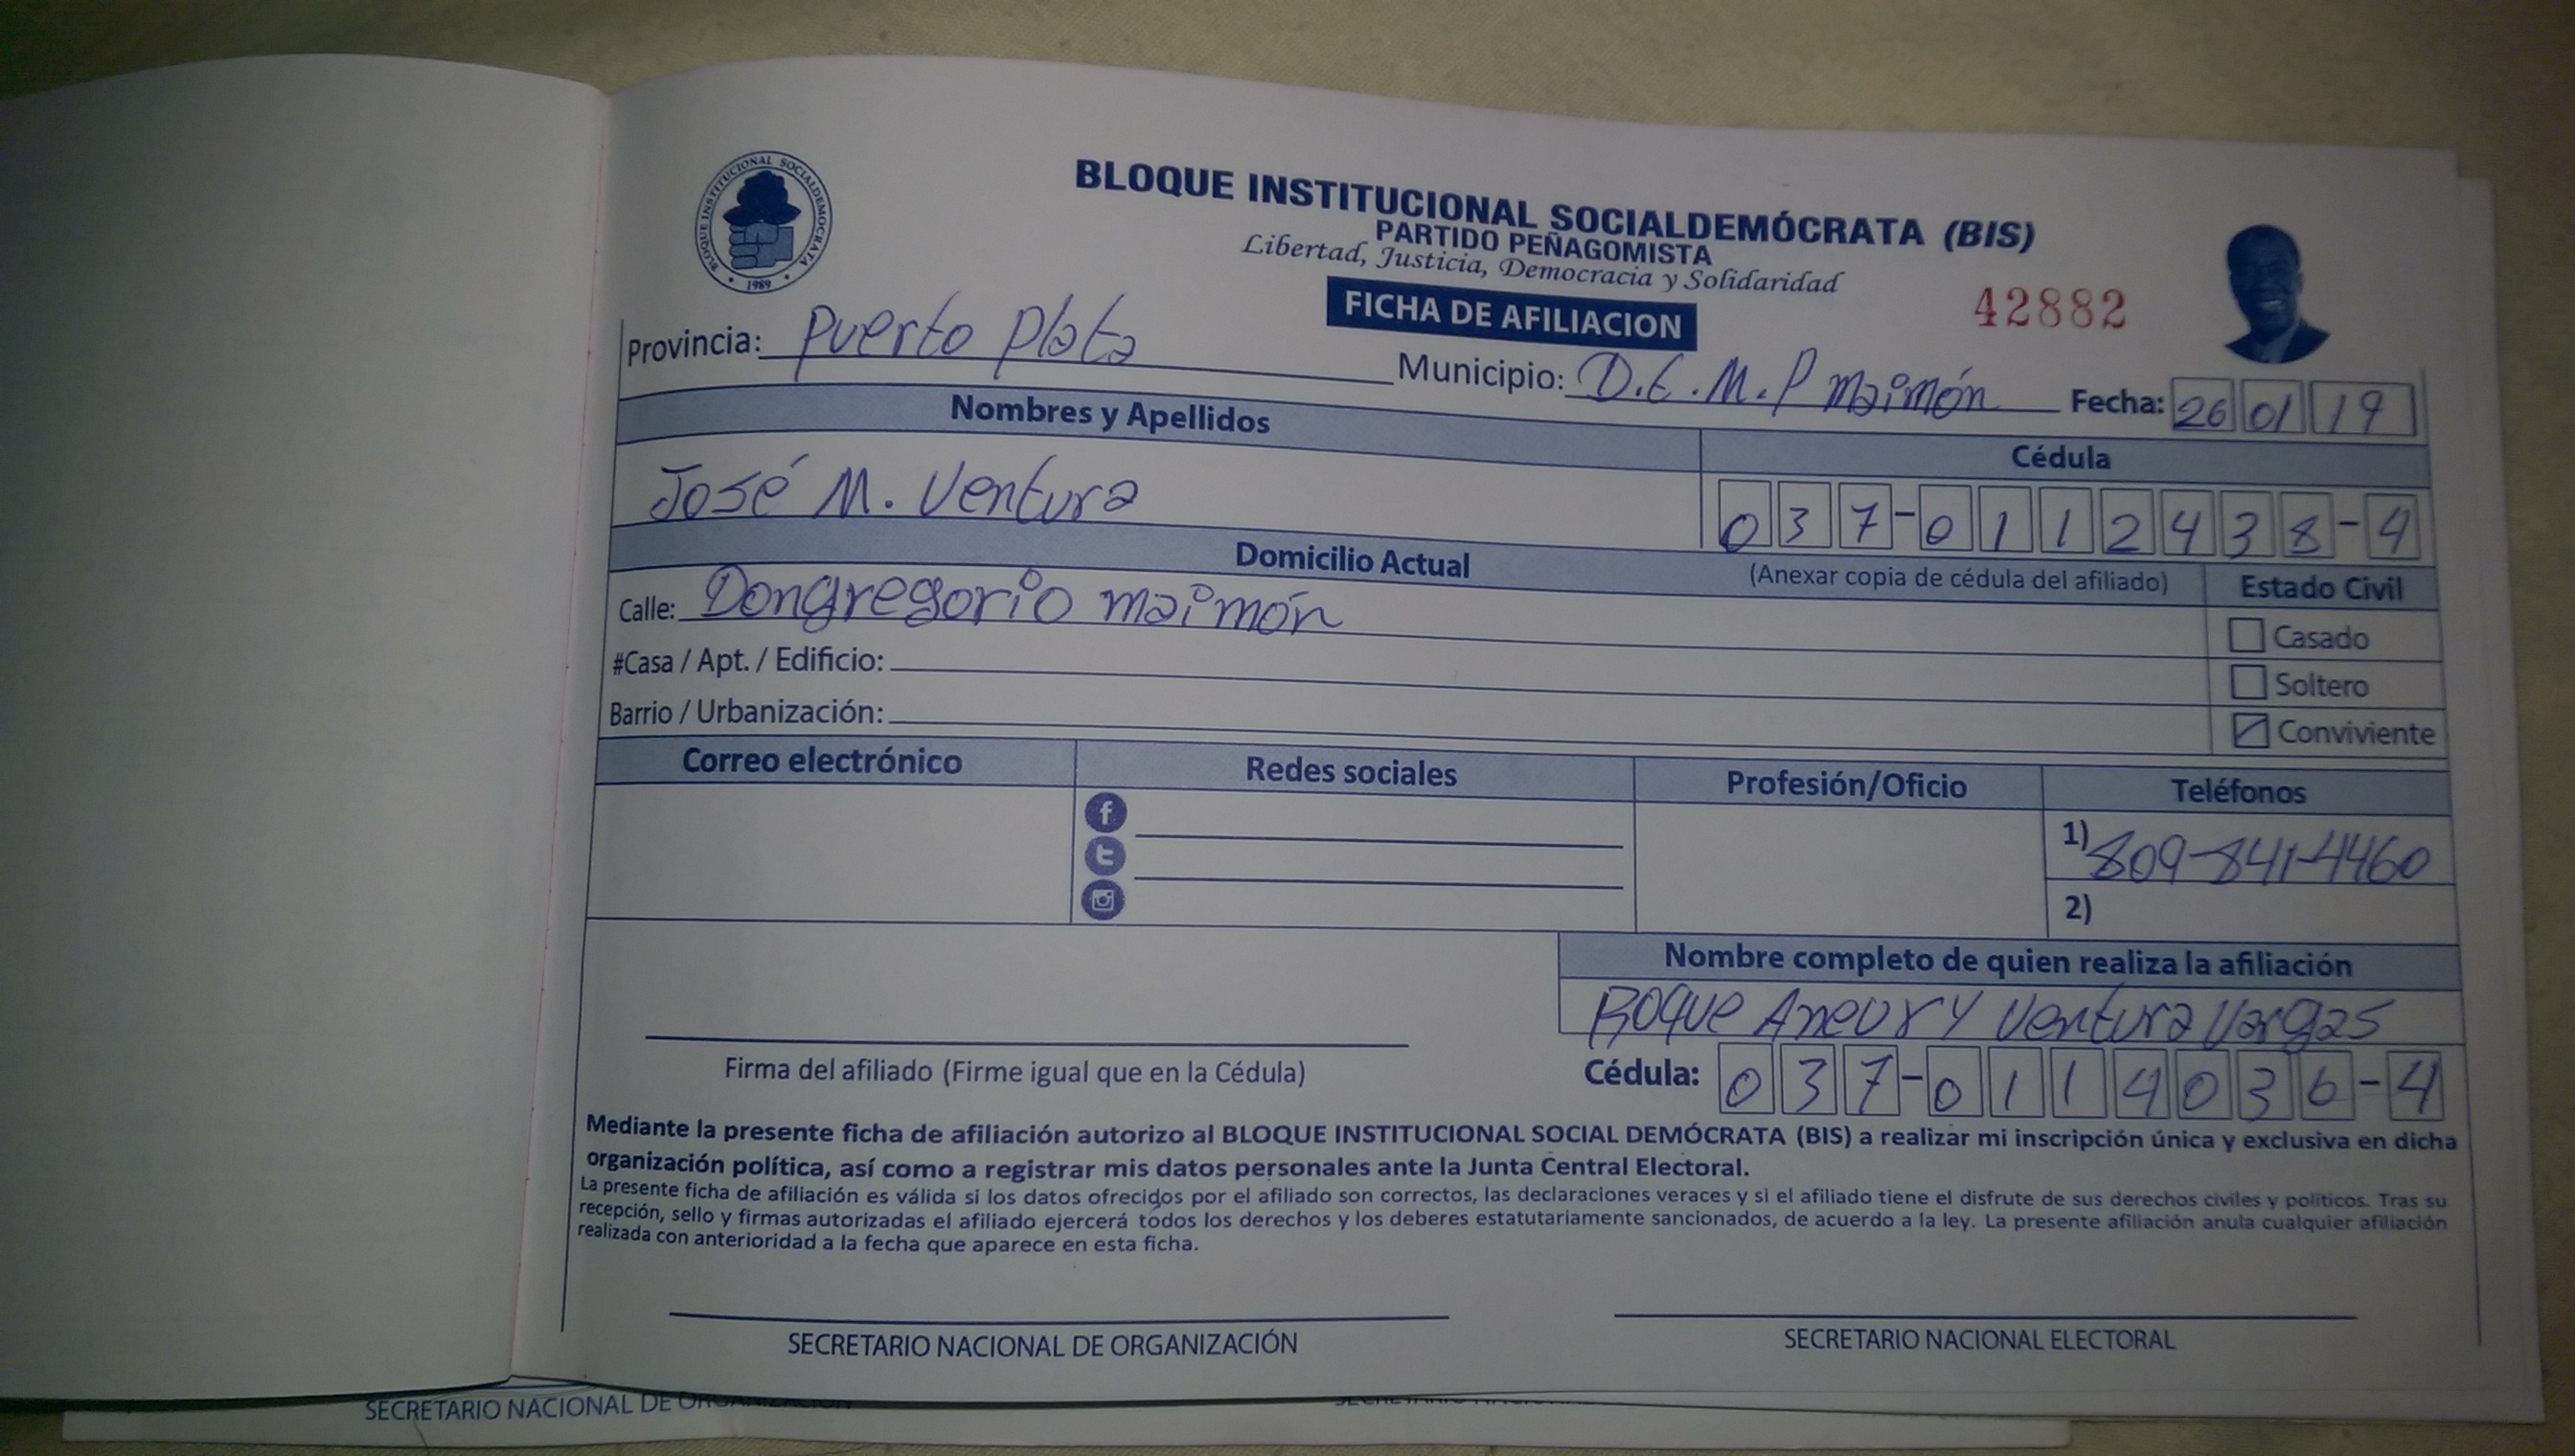 BLOQUE INSTITUCIONAL SOCIALDEMÓCRATA
1989
BLOQUE INSTITUCIONAL SOCIALDEMÓCRATA (BIS)
PARTIDO PEÑAGOMISTA
Libertad, Justicia, Democracia y Solidaridad
FICHA DE AFILIACION
42882
Provincia: Puerto Plata
Municipio: D.E.M.P Maimón
Fecha: 26 01 19
Nombres y Apellidos
Cédula
José M. Ventura
037-0112438-4
Domicilio Actual
(Anexar copia de cédula del afiliado)
Estado Civil
Calle: Dongregorio maimón
Casado
#Casa / Apt. / Edificio:
Soltero
Barrio / Urbanización:
Conviviente
Correo electrónico
Redes sociales
Profesión/Oficio
Teléfonos
1) 809-841-4460
2)
Nombre completo de quien realiza la afiliación
Roque Aneury Ventura Vargas
Firma del afiliado (Firme igual que en la Cédula)
Cédula: 037-0114036-4
Mediante la presente ficha de afiliación autorizo al BLOQUE INSTITUCIONAL SOCIAL DEMÓCRATA (BIS) a realizar mi inscripción única y exclusiva en dicha
organización política, así como a registrar mis datos personales ante la Junta Central Electoral.
La presente ficha de afiliación es válida si los datos ofrecidos por el afiliado son correctos, las declaraciones veraces y si el afiliado tiene el disfrute de sus derechos civiles y políticos. Tras su
recepción, sello y firmas autorizadas el afiliado ejercerá todos los derechos y los deberes estatutariamente sancionados, de acuerdo a la ley. La presente afiliación anula cualquier afiliación
realizada con anterioridad a la fecha que aparece en esta ficha.
SECRETARIO NACIONAL DE ORGANIZACIÓN
SECRETARIO NACIONAL ELECTORAL
SECRETARIO NACIONAL DE ORGANIZACIÓN